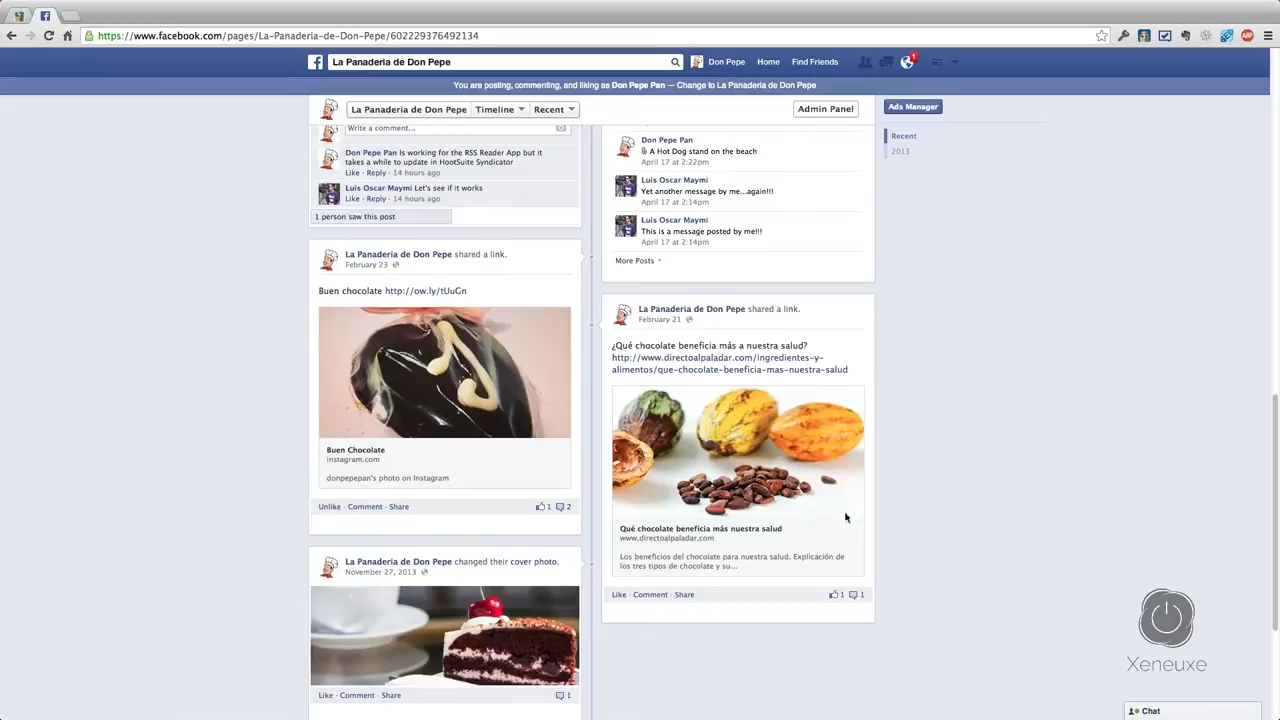 https://www.facebook.com/pages/La-Panaderia-de-Don-Pepe/602229376492134
La Panaderia de Don Pepe
Don Pepe
Home
Find Friends
1
You are posting, commenting, and liking as Don Pepe Pan — Change to La Panaderia de Don Pepe
La Panaderia de Don Pepe
Timeline
Recent
Admin Panel
Ads Manager
Recent
2013
Write a comment...
Don Pepe Pan Is working for the RSS Reader App but it
takes a while to update in HootSuite Syndicator
Like · Reply · 14 hours ago
Luis Oscar Maymi Let's see if it works
Like · Reply · 14 hours ago
1 person saw this post
La Panaderia de Don Pepe shared a link.
February 23
Buen chocolate http://ow.ly/tUuGn
Buen Chocolate
instagram.com
donpepepan's photo on Instagram
Unlike · Comment · Share
1
2
La Panaderia de Don Pepe changed their cover photo.
November 27, 2013
Like · Comment · Share
1
Don Pepe Pan
A Hot Dog stand on the beach
April 17 at 2:22pm
Luis Oscar Maymi
Yet another message by me...again!!!
April 17 at 2:14pm
Luis Oscar Maymi
This is a message posted by me!!!
April 17 at 2:14pm
More Posts
La Panaderia de Don Pepe shared a link.
February 21
¿Qué chocolate beneficia más a nuestra salud?
http://www.directoalpaladar.com/ingredientes-y-
alimentos/que-chocolate-beneficia-mas-nuestra-salud
Qué chocolate beneficia más nuestra salud
www.directoalpaladar.com
Los beneficios del chocolate para nuestra salud. Explicación de
los tres tipos de chocolate y su...
Like · Comment · Share
1
1
Xeneuxe
Chat